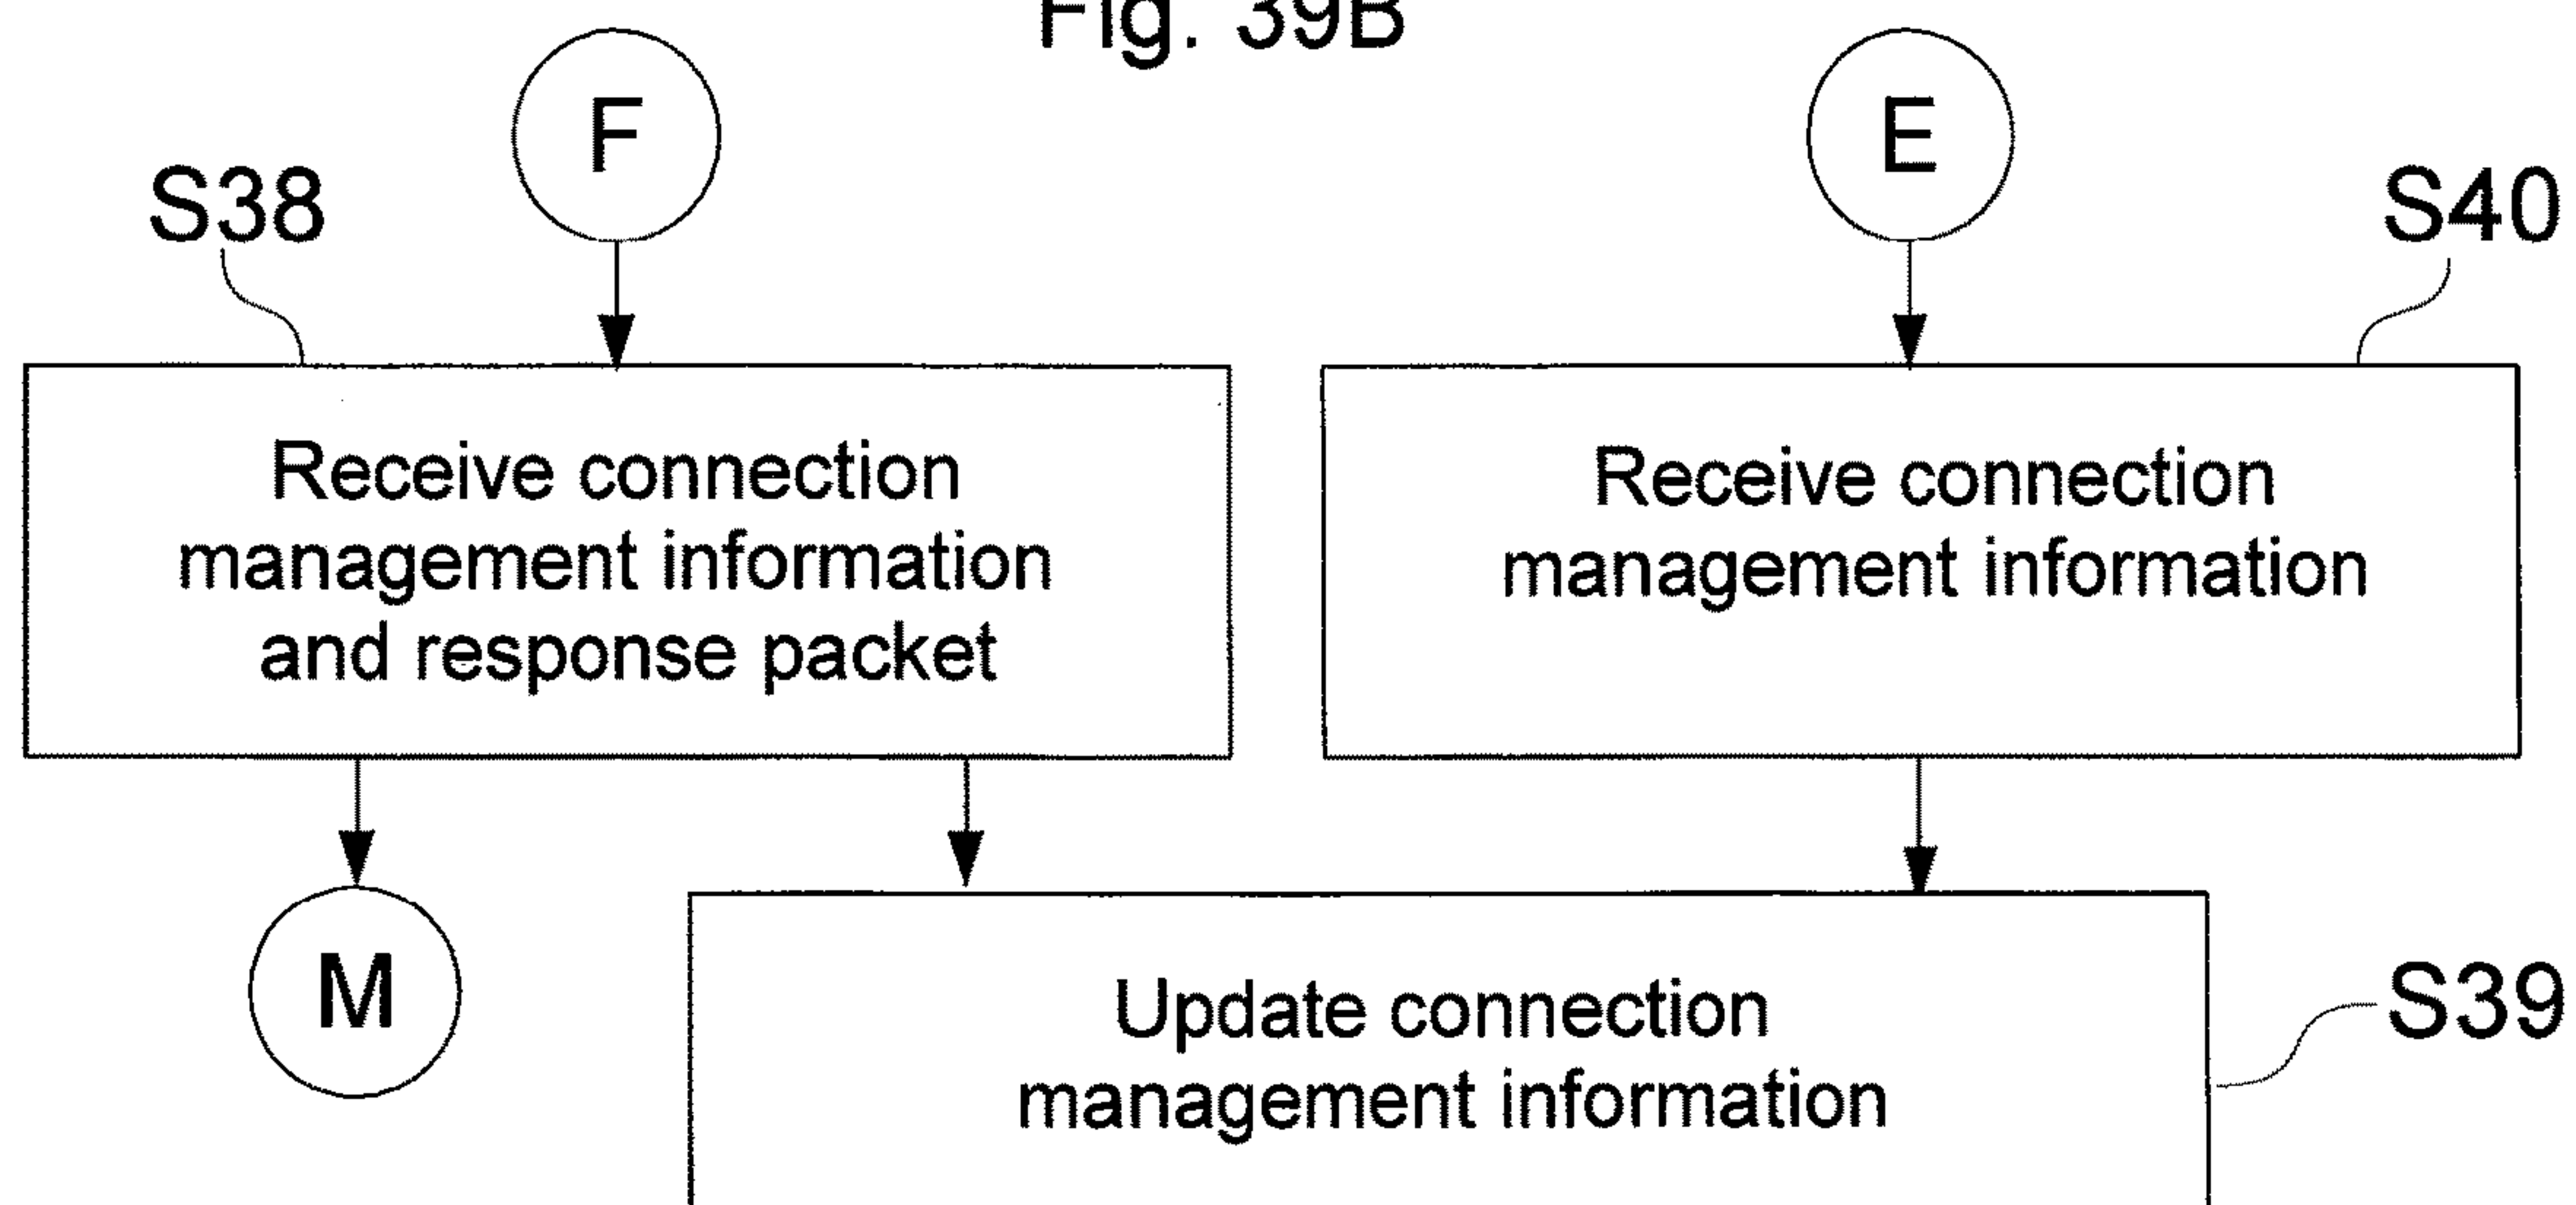 Fig. 39B
F
E
S38
S40
Receive connection
management information
and response packet
Receive connection
management information
M
Update connection
management information
S39